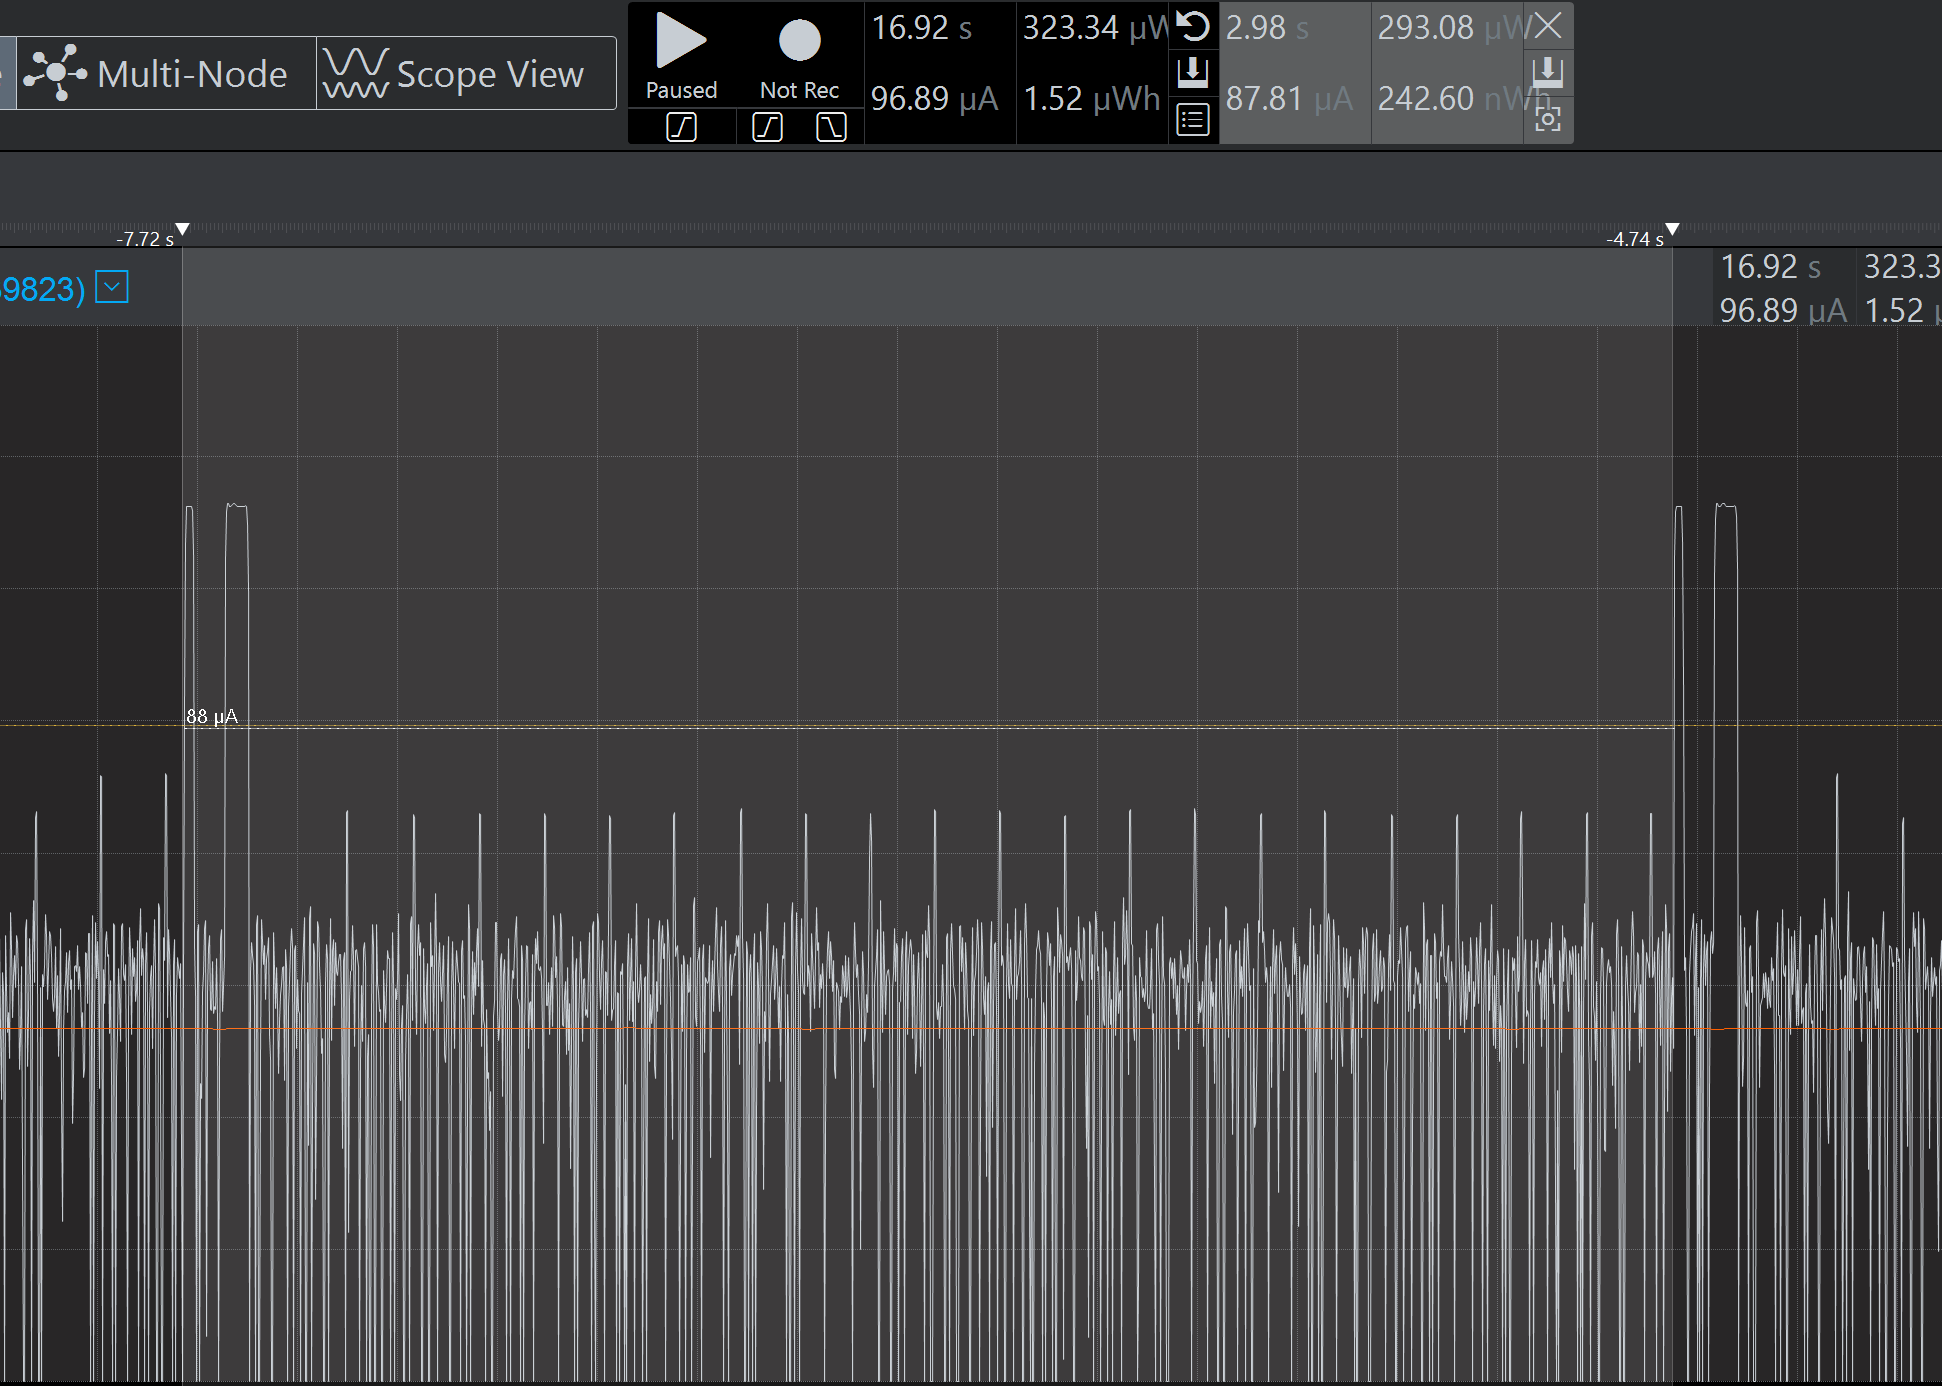 Multi-Node
Scope View
Paused
Not Rec
16.92 s
323.34 µW
96.89 µA
1.52 µWh
2.98 s
293.08 µW
87.81 µA
242.60 nWh
-7.72 s
-4.74 s
9823)
16.92 s
323.3
96.89 µA
1.52 µ
88 µA